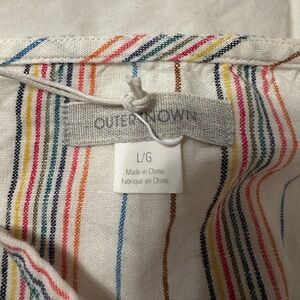 OUTERKNOWN
L/G
Made in China
Fabriqué en Chine